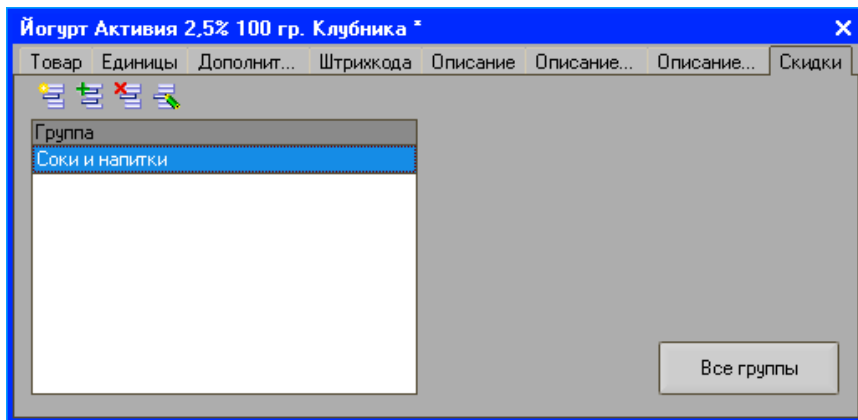 Йогурт Активия 2,5% 100 гр. Клубника *
Товар Единицы Дополнит... Штрихкода Описание Описание... Описание... Скидки
Группа
Соки и напитки
Все группы